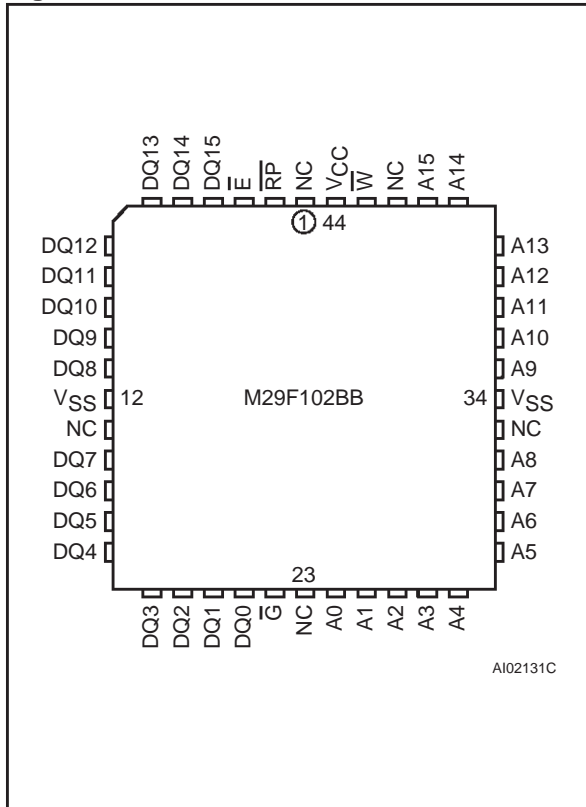 DQ13
DQ14
DQ15
E
RP
NC
VCC
W
NC
A15
A14
1 44
DQ12
DQ11
DQ10
DQ9
DQ8
VSS
NC
DQ7
DQ6
DQ5
DQ4
12
M29F102BB
34
A13
A12
A11
A10
A9
VSS
NC
A8
A7
A6
A5
23
DQ3
DQ2
DQ1
DQ0
G
NC
A0
A1
A2
A3
A4
AI02131C